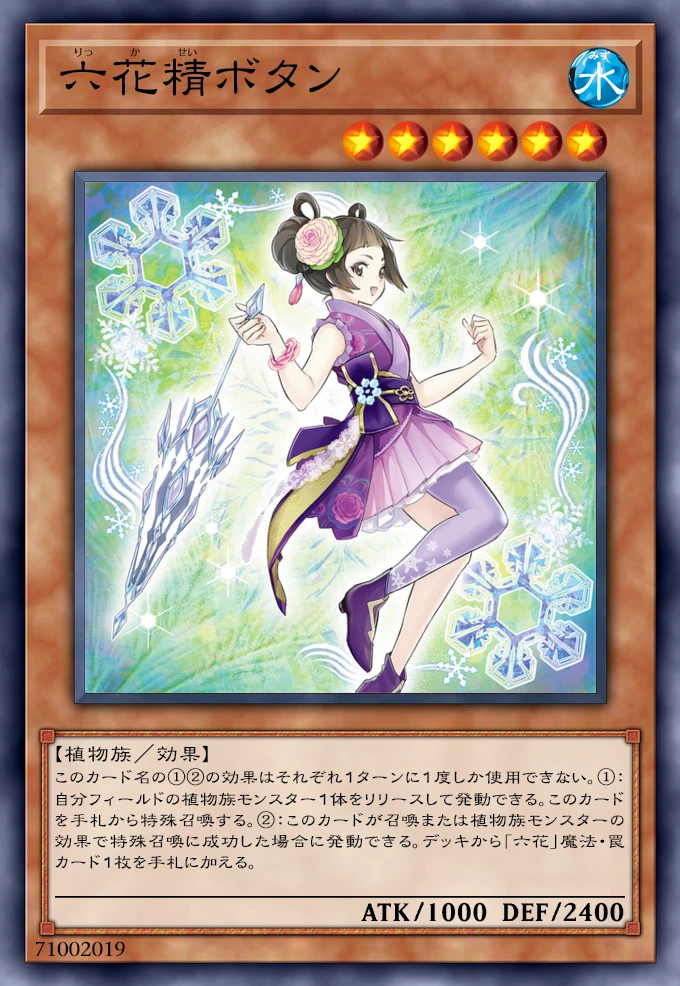 りっ か せい
六花精ボタン
みず
水
【植物族／効果】
このカード名の①②の効果はそれぞれ1ターンに1度しか使用できない。①：
自分フィールドの植物族モンスター1体をリリースして発動できる。このカード
を手札から特殊召喚する。②：このカードが召喚または植物族モンスターの
効果で特殊召喚に成功した場合に発動できる。デッキから「六花」魔法・罠
カード1枚を手札に加える。
ATK/1000 DEF/2400
71002019